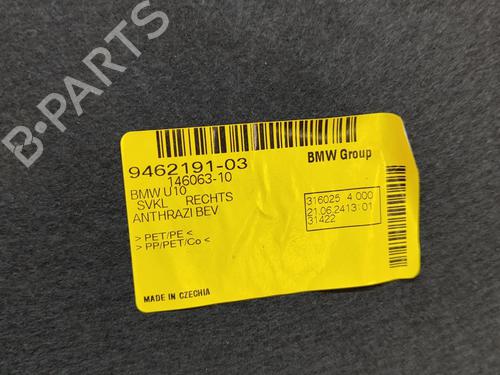 B-PARTS
9462191-03
BMW Group
146063-10
BMW U10
SVKL RECHTS
ANTHRAZI BEV
316025 4 000
21.06.2413:01
31422
> PET/PE <
> PP/PET/Co <
MADE IN CZECHIA